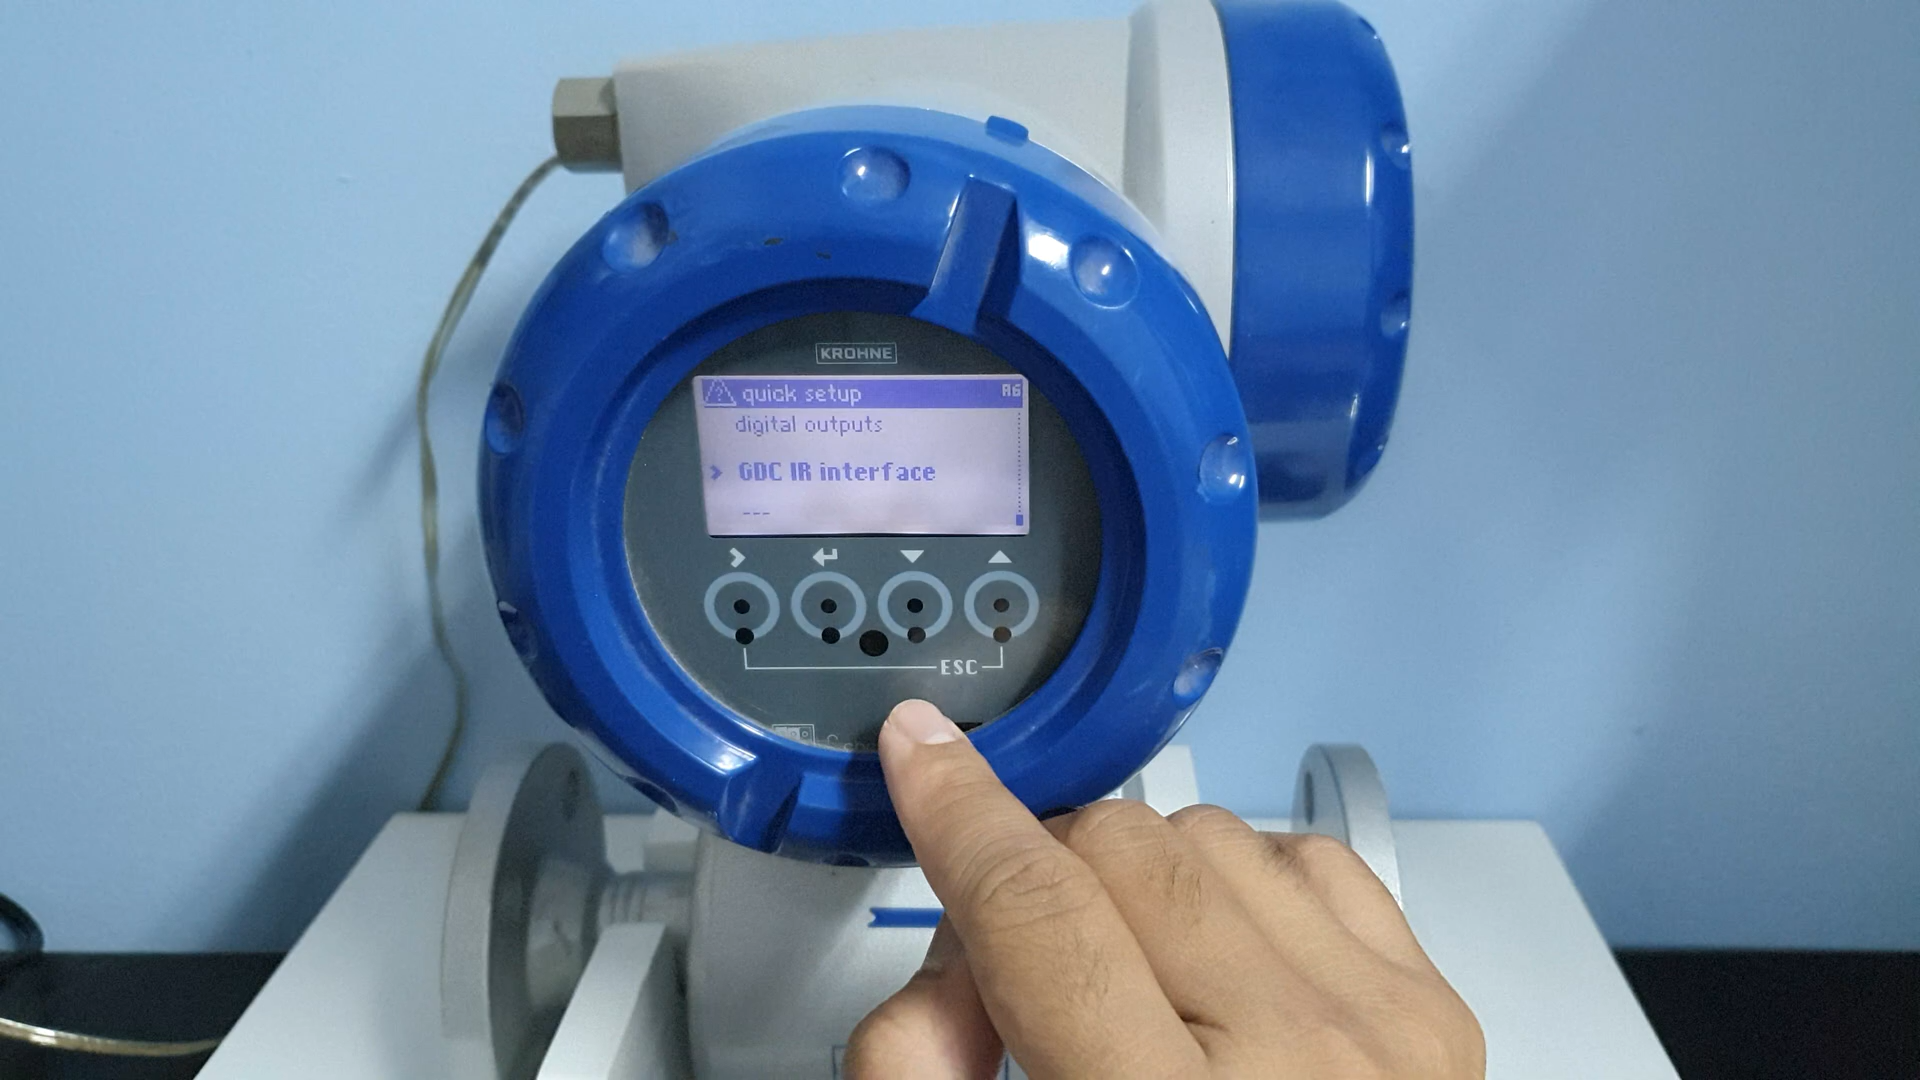 KROHNE
quick setup A6
digital outputs
> GDC IR interface
---
ESC